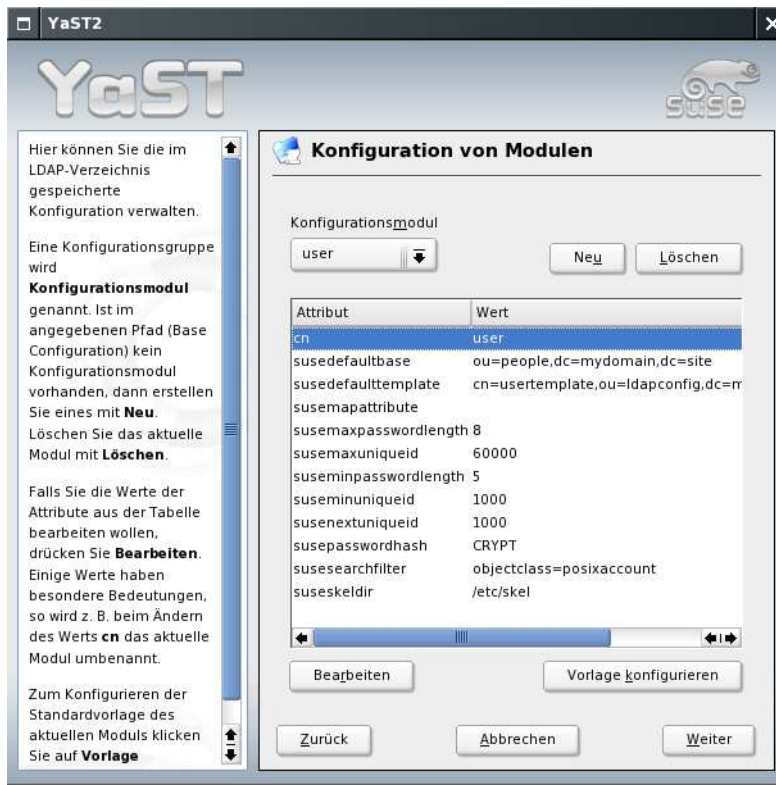 YaST2
YaST
suse
Hier können Sie die im
LDAP-Verzeichnis
gespeicherte
Konfiguration verwalten.
Eine Konfigurationsgruppe
wird
Konfigurationsmodul
genannt. Ist im
angegebenen Pfad (Base
Configuration) kein
Konfigurationsmodul
vorhanden, dann erstellen
Sie eines mit Neu.
Löschen Sie das aktuelle
Modul mit Löschen.
Falls Sie die Werte der
Attribute aus der Tabelle
bearbeiten wollen,
drücken Sie Bearbeiten.
Einige Werte haben
besondere Bedeutungen,
so wird z. B. beim Ändern
des Werts cn das aktuelle
Modul umbenannt.
Zum Konfigurieren der
Standardvorlage des
aktuellen Moduls klicken
Sie auf Vorlage
Konfiguration von Modulen
Konfigurationsmodul
user Neu Löschen
Attribut Wert
cn user
susedefaultbase ou=people,dc=mydomain,dc=site
susedefaulttemplate cn=usertemplate,ou=ldapconfig,dc=m
susemapattribute
susemaxpasswordlength 8
susemaxuniqueid 60000
suseminpasswordlength 5
suseminuniqueid 1000
susenextuniqueid 1000
susepasswordhash CRYPT
susesearchfilter objectclass=posixaccount
suseskeldir /etc/skel
Bearbeiten Vorlage konfigurieren
Zurück Abbrechen Weiter